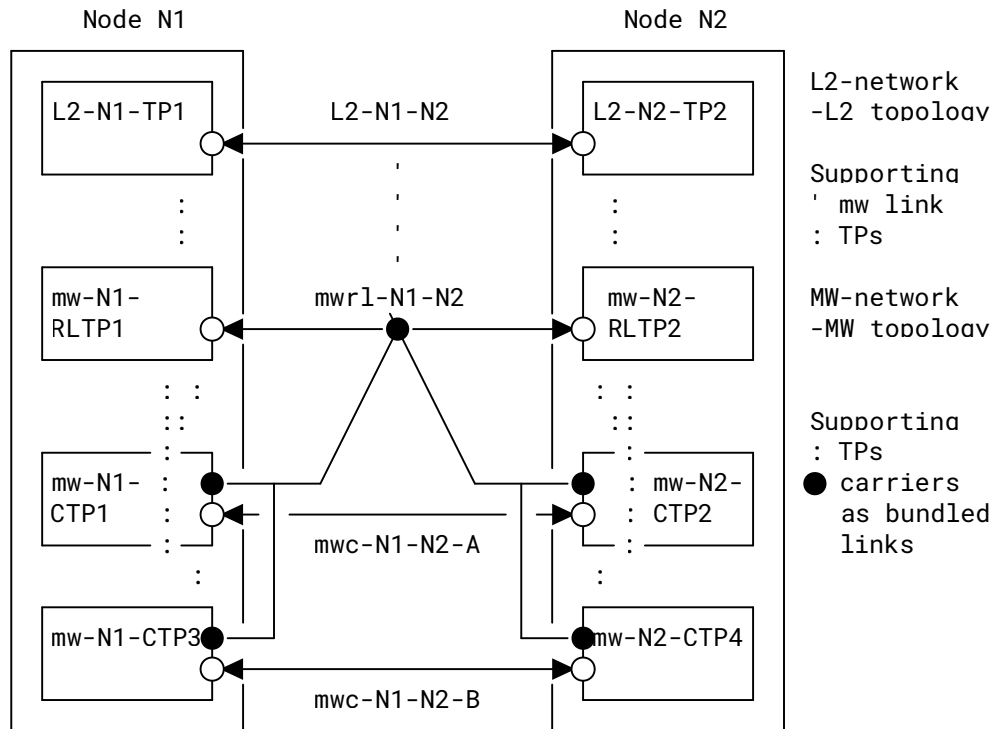 Node N1
Node N2
L2-N1-TP1
L2-N1-N2
L2-N2-TP2
L2-network
-L2 topology
Supporting
' mw link
: TPs
mw-N1-
RLTP1
mwrl-N1-N2
mw-N2-
RLTP2
MW-network
-MW topology
Supporting
: TPs
carriers
as bundled
links
mw-N1-
CTP1
mwc-N1-N2-A
mw-N2-
CTP2
mw-N1-CTP3
mwc-N1-N2-B
mw-N2-CTP4